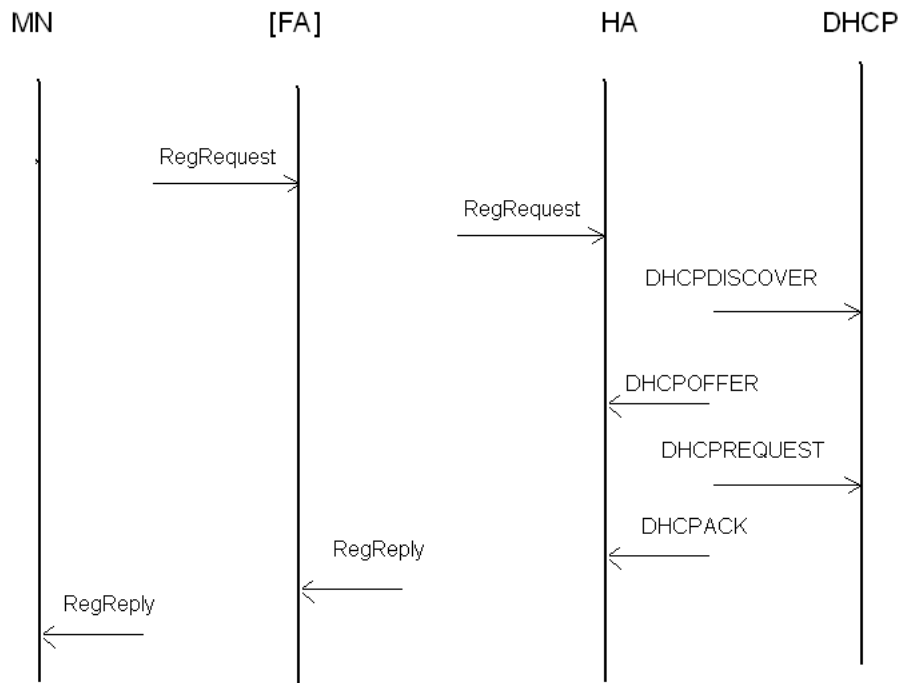 MN [FA] HA DHCP
RegRequest
RegRequest
DHCPDISCOVER
DHCPOFFER
DHCPREQUEST
DHCPACK
RegReply
RegReply